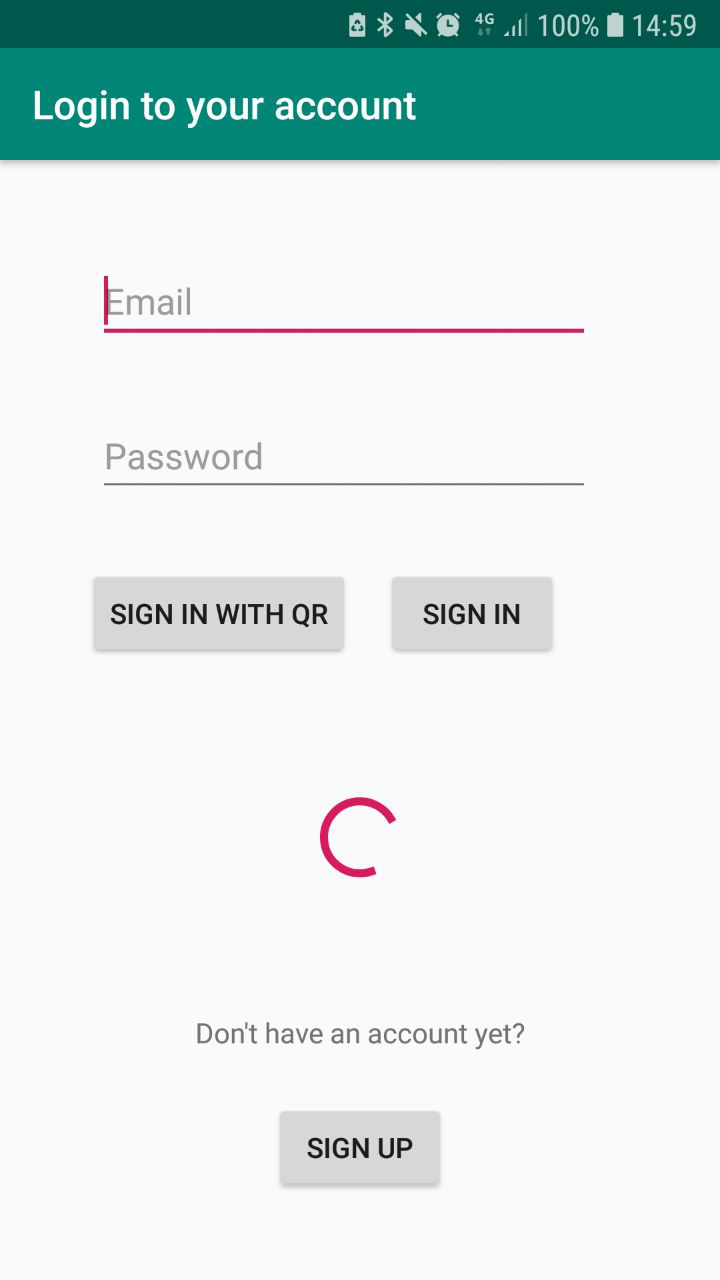 4G 100% 14:59
Login to your account
Email
Password
SIGN IN WITH QR SIGN IN
Don't have an account yet?
SIGN UP